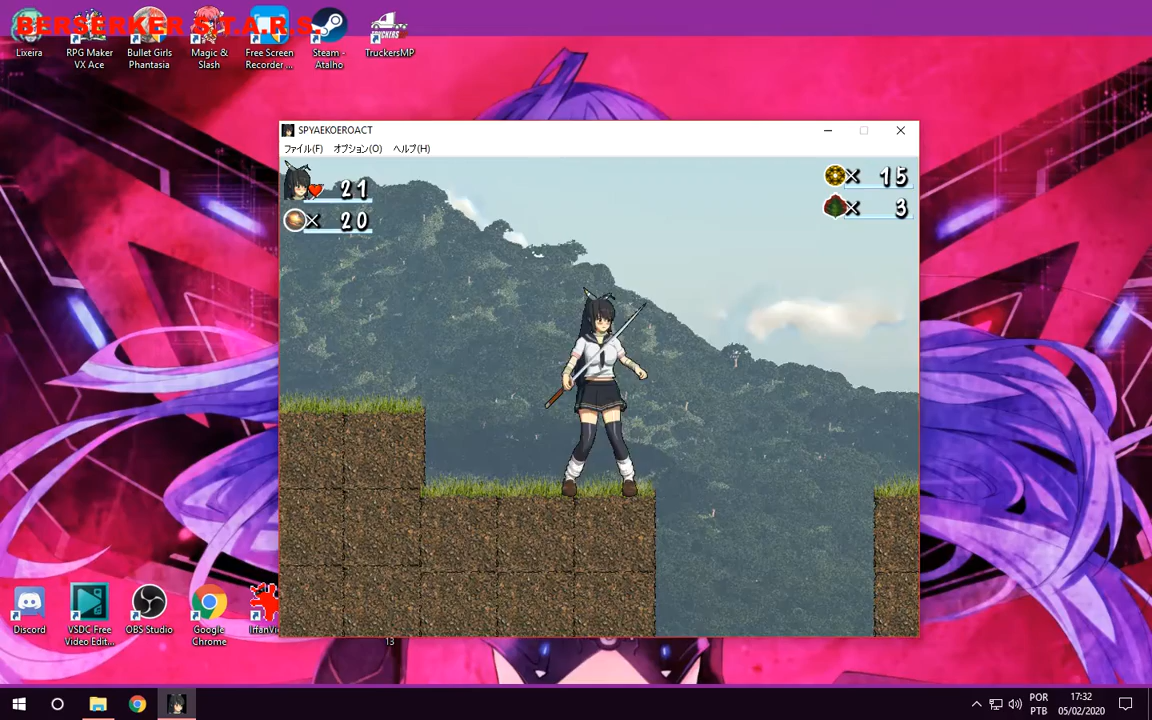 BERSERKER S.T.A.R.S.
Lixeira
RPG Maker
VX Ace
Bullet Girls
Phantasia
Magic &
Slash
Free Screen
Recorder ...
Steam -
Atalho
TruckersMP
SPYAEKOEROACT
ファイル(F) オプション(O) ヘルプ(H)
21
× 20
× 15
× 3
Discord
VSDC Free
Video Edit...
OBS Studio
Google
Chrome
13
POR
PTB
17:32
05/02/2020